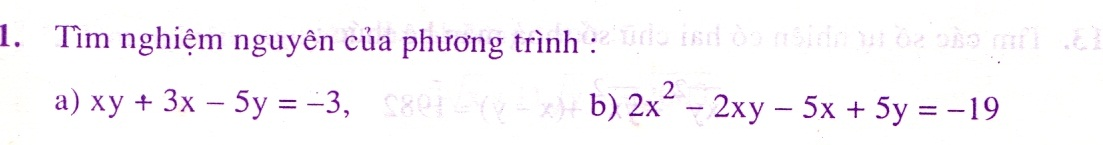 1. Tìm nghiệm nguyên của phương trình :
a) xy + 3x − 5y = −3, b) 2x² − 2xy − 5x + 5y = −19